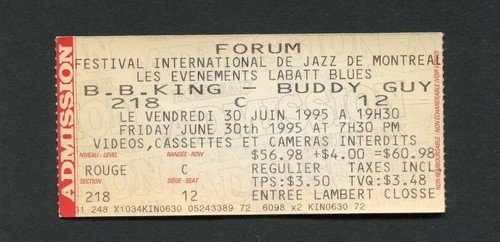 ADMISSION
FORUM
FESTIVAL INTERNATIONAL DE JAZZ DE MONTREAL
LES EVENEMENTS LABATT BLUES
B.B.KING - BUDDY GUY
218 C 12
LE VENDREDI 30 JUIN 1995 A 19H30
FRIDAY JUNE 30th 1995 AT 7H30 PM
VIDEOS,CASSETTES ET CAMERAS INTERDITS
NIVEAU-LEVEL RANGÉE-ROW $56.98 + $4.00 = $60.98
ROUGE C REGULIER TAXES INCL
SECTION SIÈGE-SEAT TPS: $3.50 TVQ: $3.48
218 12 ENTREE LAMBERT CLOSSE
31 248 X1034KIN0630 05243389 72 6098 x2 KIN0630 72